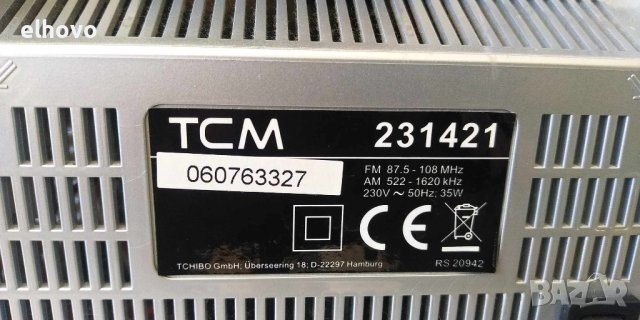 elhovo
TCM 231421
060763327
FM 87.5 - 108 MHz
AM 522 - 1620 kHz
230V ~ 50Hz; 35W
CE
TCHIBO GmbH; Überseering 18; D-22297 Hamburg
RS 20942
BAZAR